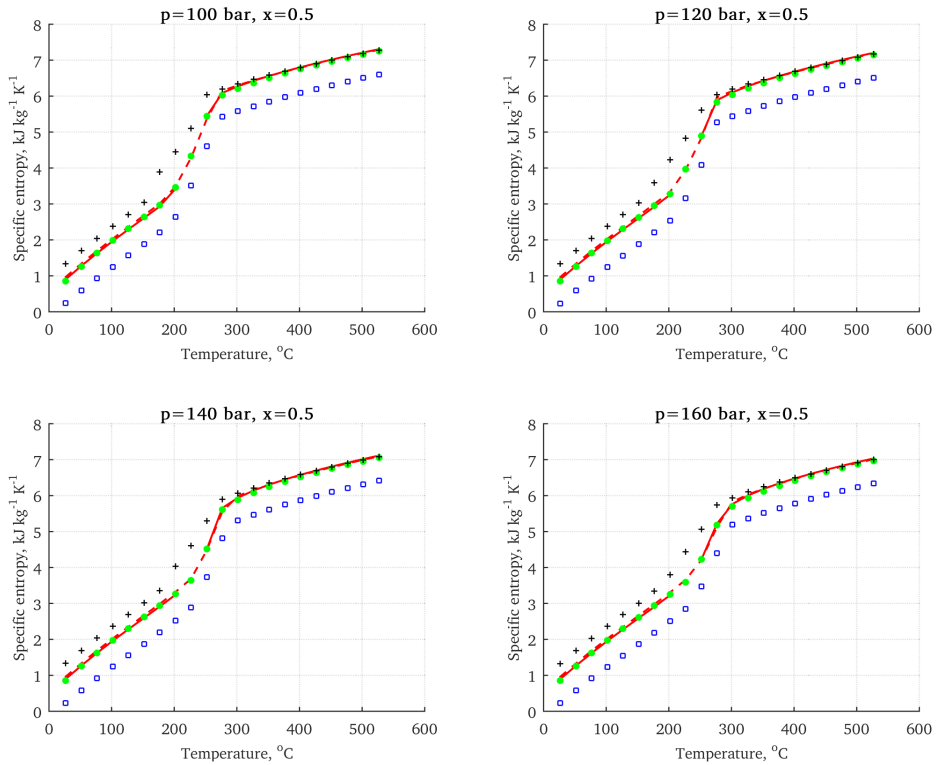 p=100 bar, x=0.5
8
7
6
5
4
3
2
1
0
Specific entropy, kJ kg⁻¹ K⁻¹
0 100 200 300 400 500 600
Temperature, °C
p=120 bar, x=0.5
8
7
6
5
4
3
2
1
0
Specific entropy, kJ kg⁻¹ K⁻¹
0 100 200 300 400 500 600
Temperature, °C
p=140 bar, x=0.5
8
7
6
5
4
3
2
1
0
Specific entropy, kJ kg⁻¹ K⁻¹
0 100 200 300 400 500 600
Temperature, °C
p=160 bar, x=0.5
8
7
6
5
4
3
2
1
0
Specific entropy, kJ kg⁻¹ K⁻¹
0 100 200 300 400 500 600
Temperature, °C